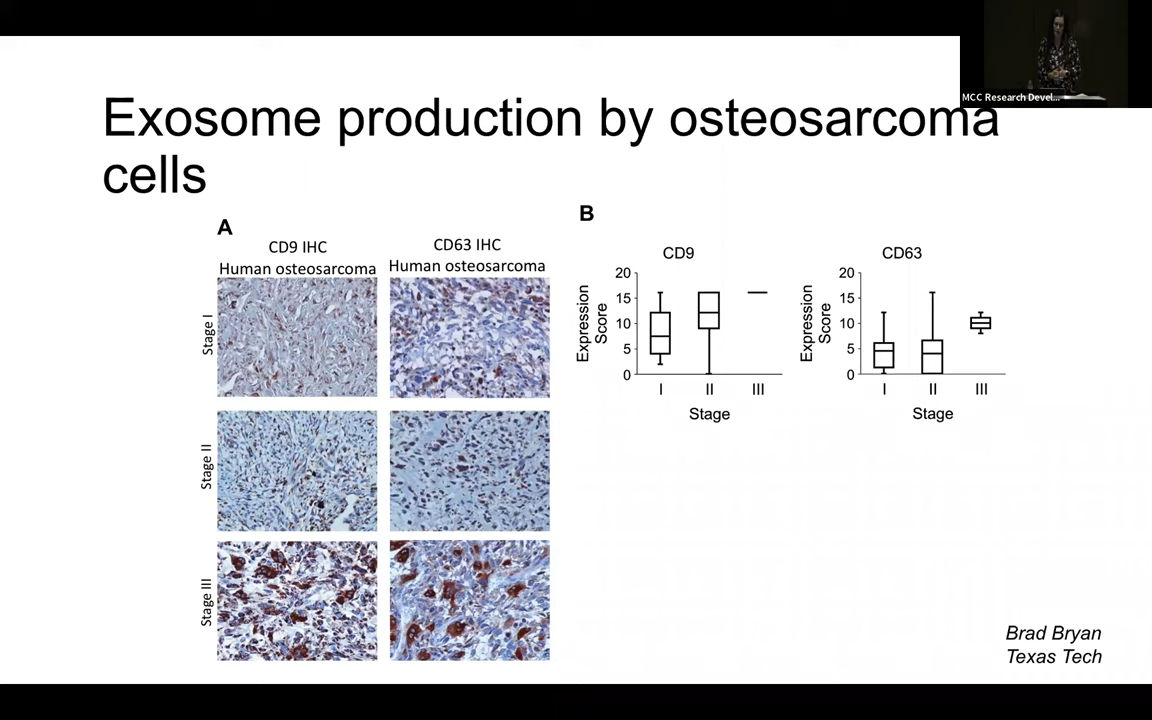 MCC Research Devel...
Exosome production by osteosarcoma
cells
A
CD9 IHC
Human osteosarcoma
CD63 IHC
Human osteosarcoma
Stage I
Stage II
Stage III
B
CD9
Expression
Score
20
15
10
5
0
I II III
Stage
CD63
Expression
Score
20
15
10
5
0
I II III
Stage
Brad Bryan
Texas Tech